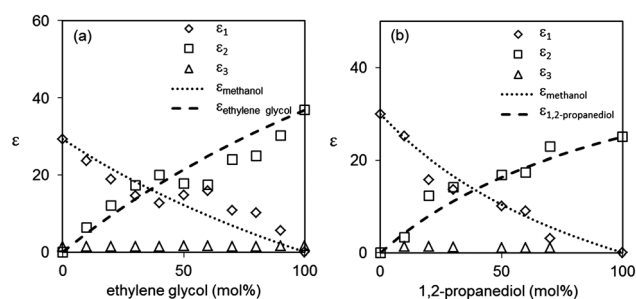 (a)
ε1
ε2
ε3
εmethanol
εethylene glycol
60
40
20
0
ε
0
50
100
ethylene glycol (mol%)
(b)
ε1
ε2
ε3
εmethanol
ε1,2-propanediol
40
20
0
ε
0
50
100
1,2-propanediol (mol%)